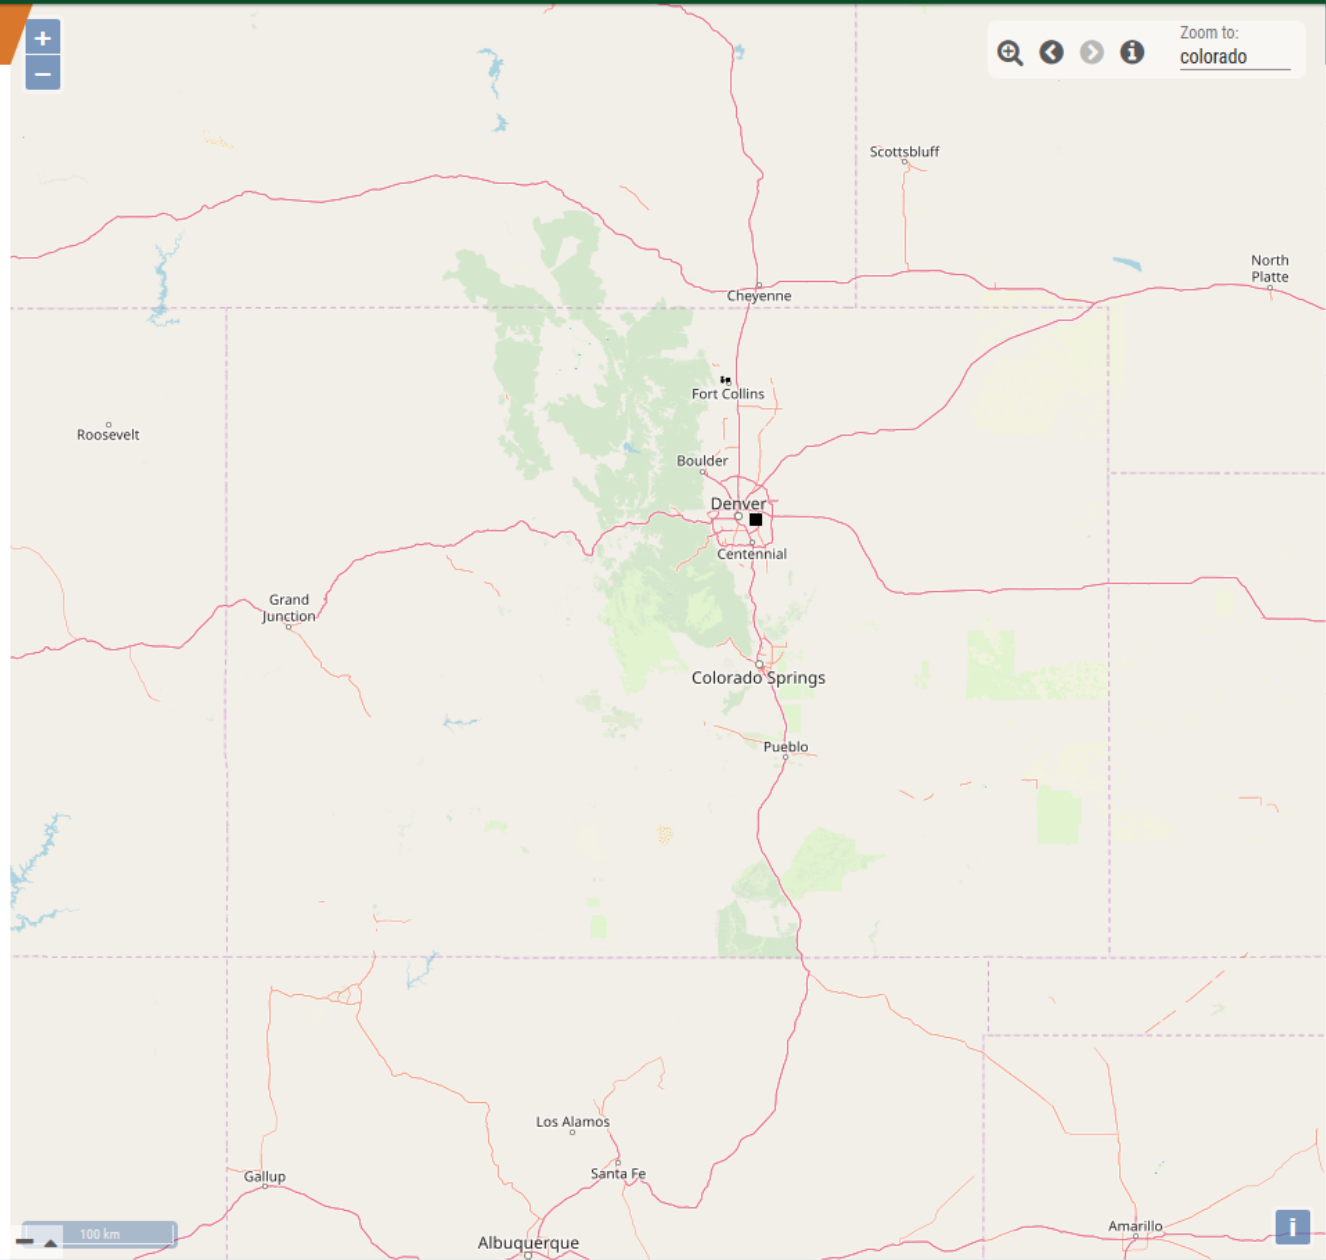 +
−
Zoom to:
colorado
Scottsbluff
North
Platte
Cheyenne
Fort Collins
Roosevelt
Boulder
Denver
Centennial
Grand
Junction
Colorado Springs
Pueblo
Los Alamos
Santa Fe
Gallup
Amarillo
100 km
i
Albuquerque